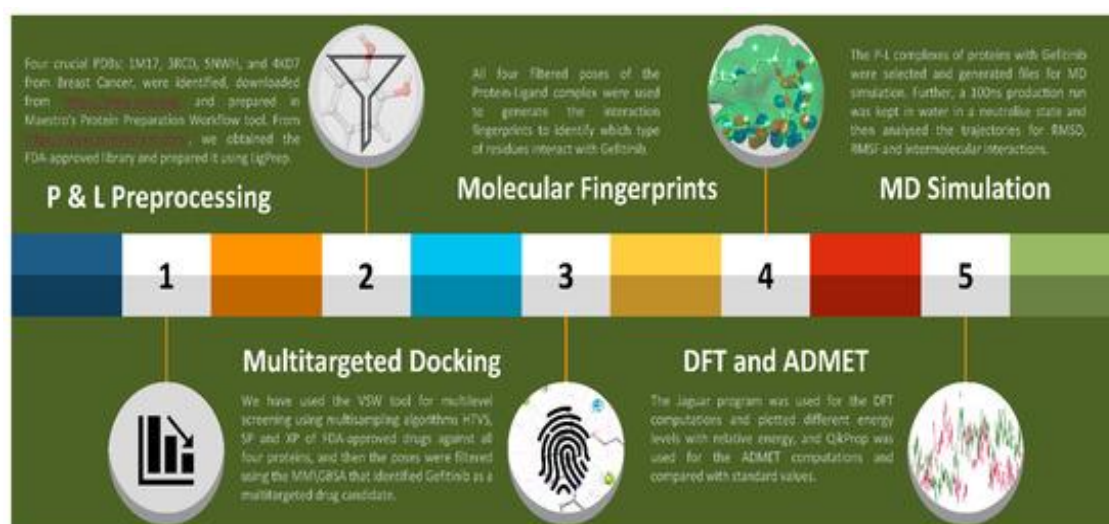 Four crucial PDBs: 1M17, 3RCD, 5NWH, and 4KD7
from Breast Cancer, were identified, downloaded
from and prepared in
Maestro's Protein Preparation Workflow tool. From
, we obtained the
FDA-approved library and prepared it using LigPrep.
P & L Preprocessing
All four filtered poses of the
Protein-Ligand complex were used
to generate the interaction
fingerprints to identify which type
of residues interact with Gefitinib.
Molecular Fingerprints
The P-L complexes of proteins with Gefitinib
were selected and generated files for MD
simulation. Further, a 100ns production run
was kept in water in a neutralise state and
then analysed the trajectories for RMSD,
RMSF and intermolecular interactions.
MD Simulation
1
2
3
4
5
Multitargeted Docking
We have used the VSW tool for multilevel
screening using multisampling algorithms HTVS,
SP and XP of FDA-approved drugs against all
four proteins, and then the poses were filtered
using the MM\GBSA that identified Gefitinib as a
multitargeted drug candidate.
DFT and ADMET
The Jaguar program was used for the DFT
computations and plotted different energy
levels with relative energy, and QikProp was
used for the ADMET computations and
compared with standard values.